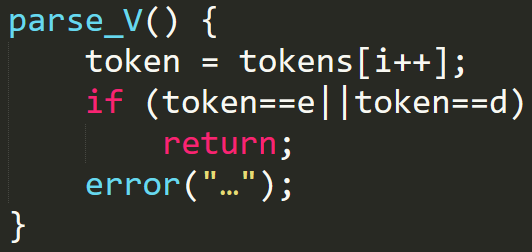 parse_V() {
    token = tokens[i++];
    if (token==e||token==d)
        return;
    error("…");
}